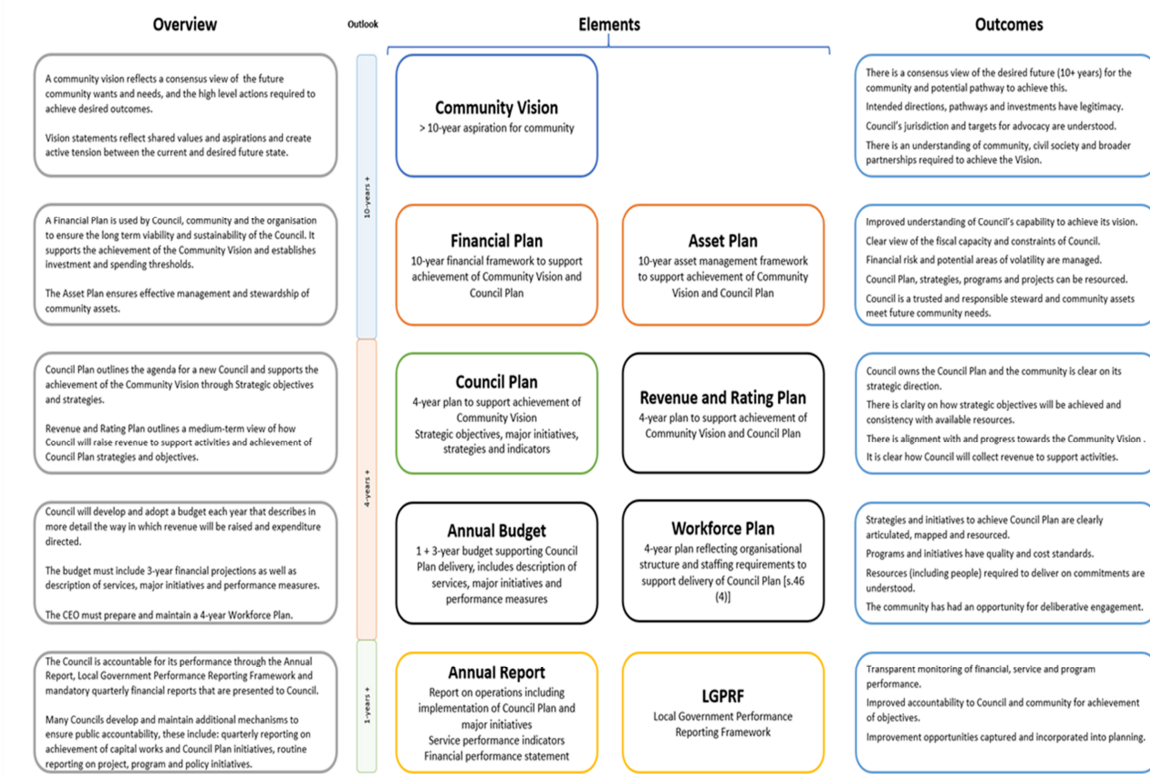 Overview
Outlook
Elements
Outcomes
A community vision reflects a consensus view of the future
community wants and needs, and the high level actions required to
achieve desired outcomes.
Vision statements reflect shared values and aspirations and create
active tension between the current and desired future state.
10-years +
Community Vision
> 10-year aspiration for community
There is a consensus view of the desired future (10+ years) for the
community and potential pathway to achieve this.
Intended directions, pathways and investments have legitimacy.
Council's jurisdiction and targets for advocacy are understood.
There is an understanding of community, civil society and broader
partnerships required to achieve the Vision.
A Financial Plan is used by Council, community and the organisation
to ensure the long term viability and sustainability of the Council. It
supports the achievement of the Community Vision and establishes
investment and spending thresholds.
The Asset Plan ensures effective management and stewardship of
community assets.
Financial Plan
10-year financial framework to support
achievement of Community Vision and
Council Plan
Asset Plan
10-year asset management framework
to support achievement of Community
Vision and Council Plan
Improved understanding of Council's capability to achieve its vision.
Clear view of the fiscal capacity and constraints of Council.
Financial risk and potential areas of volatility are managed.
Council Plan, strategies, programs and projects can be resourced.
Council is a trusted and responsible steward and community assets
meet future community needs.
Council Plan outlines the agenda for a new Council and supports the
achievement of the Community Vision through Strategic objectives
and strategies.
Revenue and Rating Plan outlines a medium-term view of how
Council will raise revenue to support activities and achievement of
Council Plan strategies and objectives.
4-years +
Council Plan
4-year plan to support achievement of
Community Vision
Strategic objectives, major initiatives,
strategies and indicators
Revenue and Rating Plan
4-year plan to support achievement of
Community Vision and Council Plan
Council owns the Council Plan and the community is clear on its
strategic direction.
There is clarity on how strategic objectives will be achieved and
consistency with available resources.
There is alignment with and progress towards the Community Vision .
It is clear how Council will collect revenue to support activities.
Council will develop and adopt a budget each year that describes in
more detail the way in which revenue will be raised and expenditure
directed.
The budget must include 3-year financial projections as well as
description of services, major initiatives and performance measures.
The CEO must prepare and maintain a 4-year Workforce Plan.
Annual Budget
1 + 3-year budget supporting Council
Plan delivery, includes description of
services, major initiatives and
performance measures
Workforce Plan
4-year plan reflecting organisational
structure and staffing requirements to
support delivery of Council Plan [s.46
(4)]
Strategies and initiatives to achieve Council Plan are clearly
articulated, mapped and resourced.
Programs and initiatives have quality and cost standards.
Resources (including people) required to deliver on commitments are
understood.
The community has had an opportunity for deliberative engagement.
The Council is accountable for its performance through the Annual
Report, Local Government Performance Reporting Framework and
mandatory quarterly financial reports that are presented to Council.
Many Councils develop and maintain additional mechanisms to
ensure public accountability, these include: quarterly reporting on
achievement of capital works and Council Plan initiatives, routine
reporting on project, program and policy initiatives.
1-years +
Annual Report
Report on operations including
implementation of Council Plan and
major initiatives
Service performance indicators
Financial performance statement
LGPRF
Local Government Performance
Reporting Framework
Transparent monitoring of financial, service and program
performance.
Improved accountability to Council and community for achievement
of objectives.
Improvement opportunities captured and incorporated into planning.